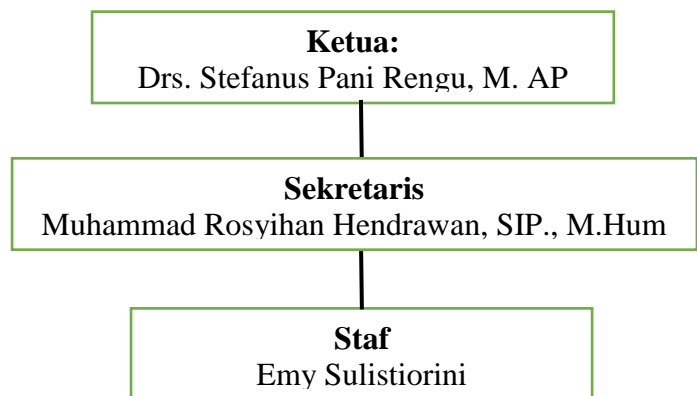 Ketua:
Drs. Stefanus Pani Rengu, M. AP
Sekretaris
Muhammad Rosyihan Hendrawan, SIP., M.Hum
Staf
Emy Sulistiorini